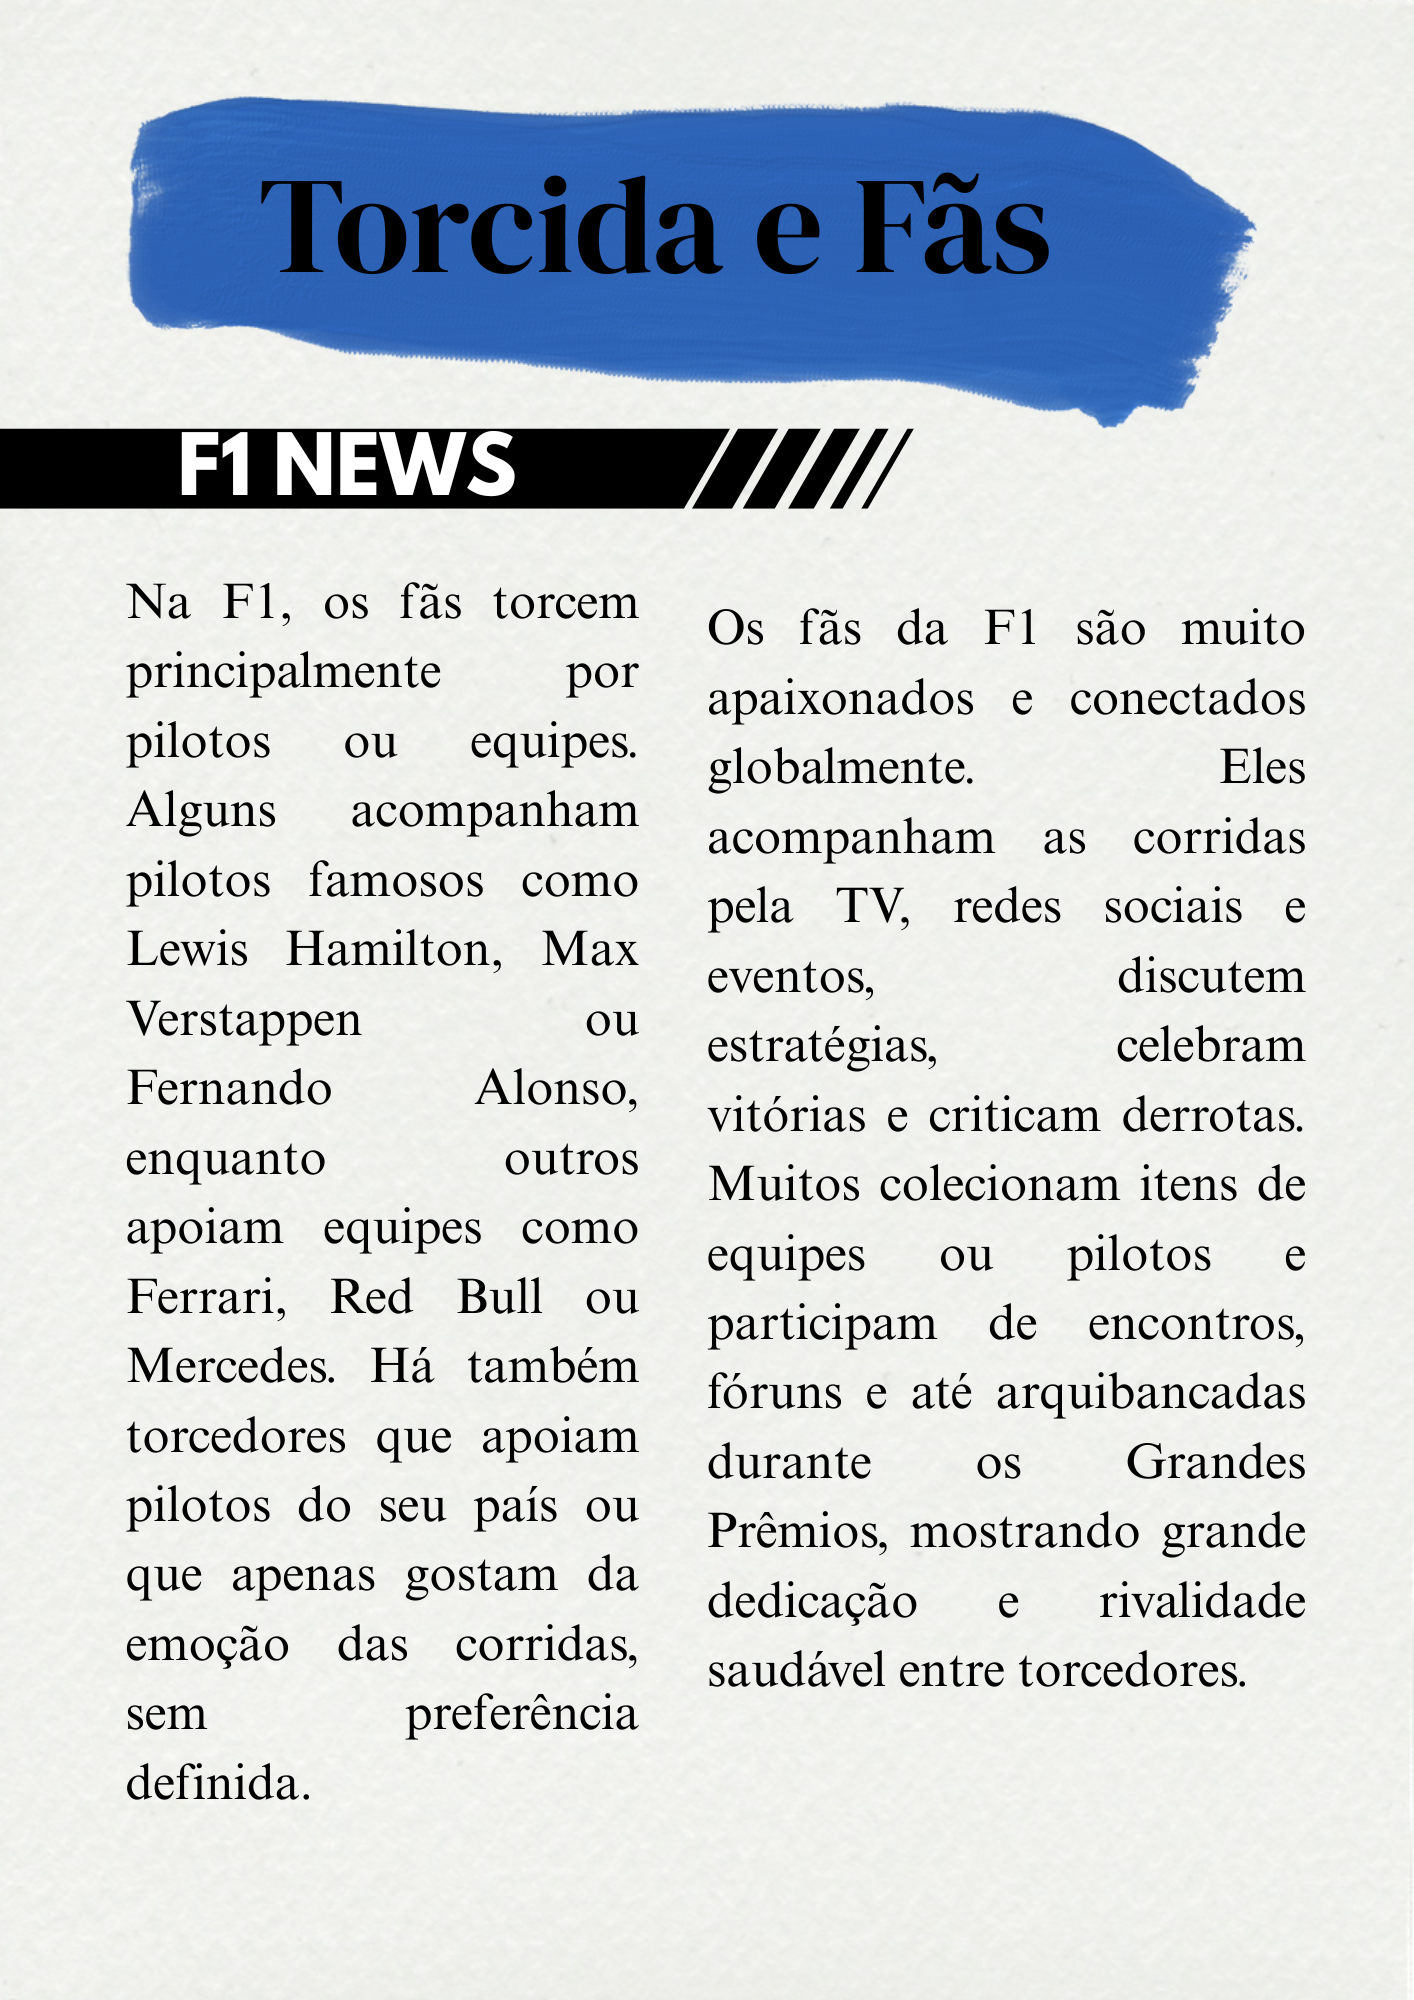 Torcida e Fãs
F1 NEWS
Na F1, os fãs torcem
principalmente por
pilotos ou equipes.
Alguns acompanham
pilotos famosos como
Lewis Hamilton, Max
Verstappen ou
Fernando Alonso,
enquanto outros
apoiam equipes como
Ferrari, Red Bull ou
Mercedes. Há também
torcedores que apoiam
pilotos do seu país ou
que apenas gostam da
emoção das corridas,
sem preferência
definida.
Os fãs da F1 são muito
apaixonados e conectados
globalmente. Eles
acompanham as corridas
pela TV, redes sociais e
eventos, discutem
estratégias, celebram
vitórias e criticam derrotas.
Muitos colecionam itens de
equipes ou pilotos e
participam de encontros,
fóruns e até arquibancadas
durante os Grandes
Prêmios, mostrando grande
dedicação e rivalidade
saudável entre torcedores.